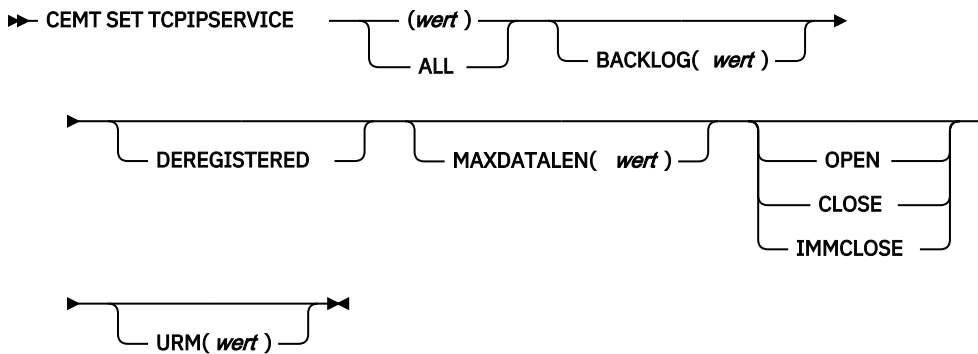 CEMT SET TCPIPSERVICE (wert)
ALL
BACKLOG( wert )
DEREGISTERED
MAXDATALEN( wert )
OPEN
CLOSE
IMMCLOSE
URM( wert )